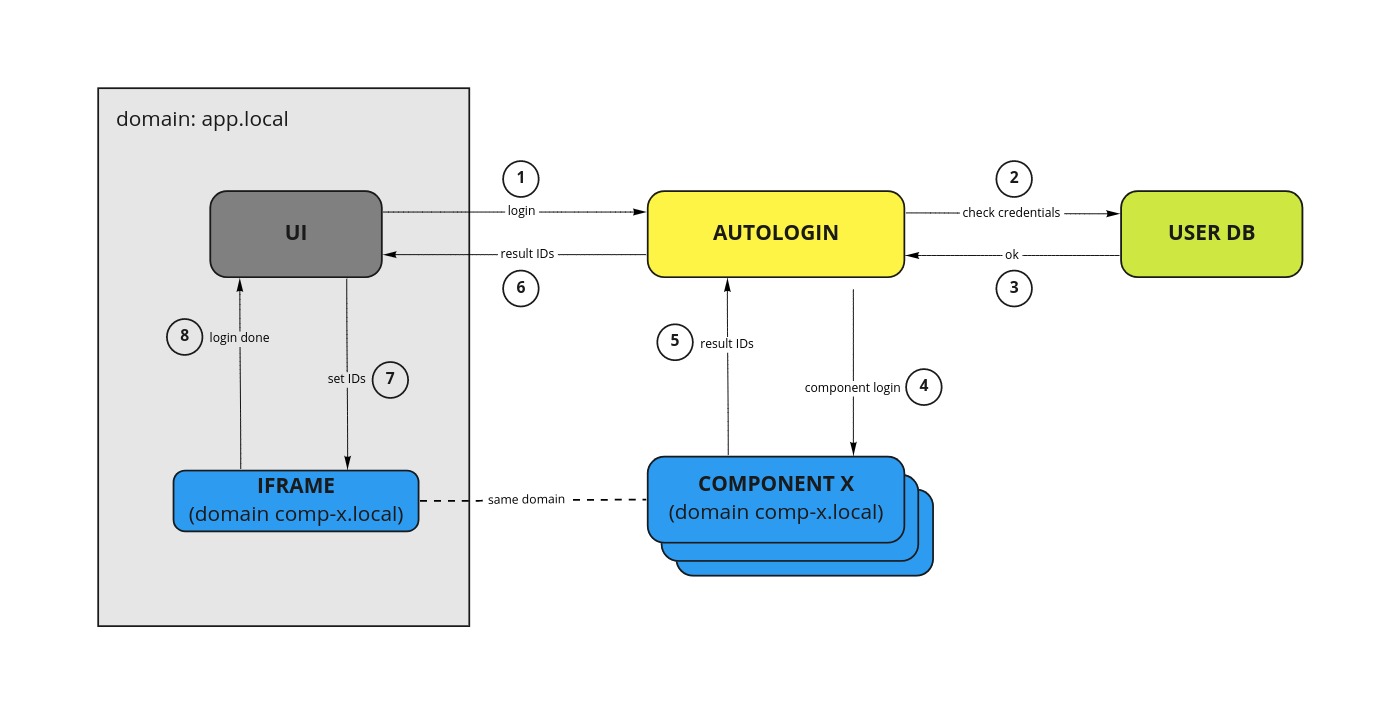 domain: app.local
1
2
login
check credentials
UI
AUTOLOGIN
USER DB
result IDs
ok
6
3
8
login done
5
result IDs
set IDs
7
component login
4
IFRAME
(domain comp-x.local)
same domain
COMPONENT X
(domain comp-x.local)